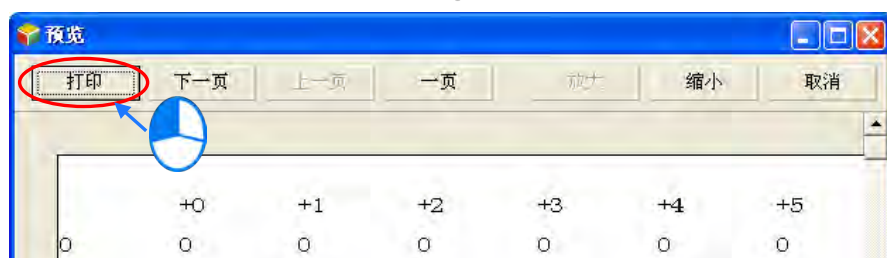 预览
打印 下一页 上一页 一页 放大 缩小 取消
+0 +1 +2 +3 +4 +5
0 0 0 0 0 0 0